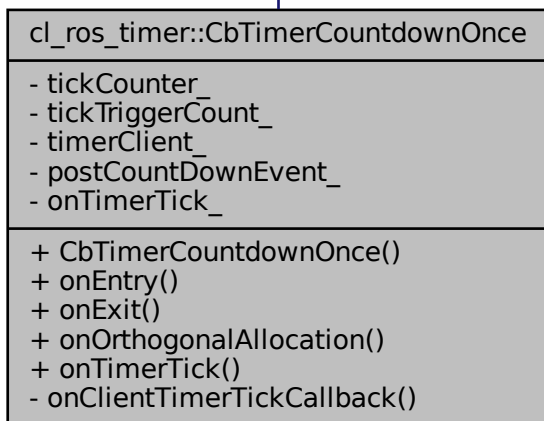 cl_ros_timer::CbTimerCountdownOnce
- tickCounter_
- tickTriggerCount_
- timerClient_
- postCountDownEvent_
- onTimerTick_
+ CbTimerCountdownOnce()
+ onEntry()
+ onExit()
+ onOrthogonalAllocation()
+ onTimerTick()
- onClientTimerTickCallback()